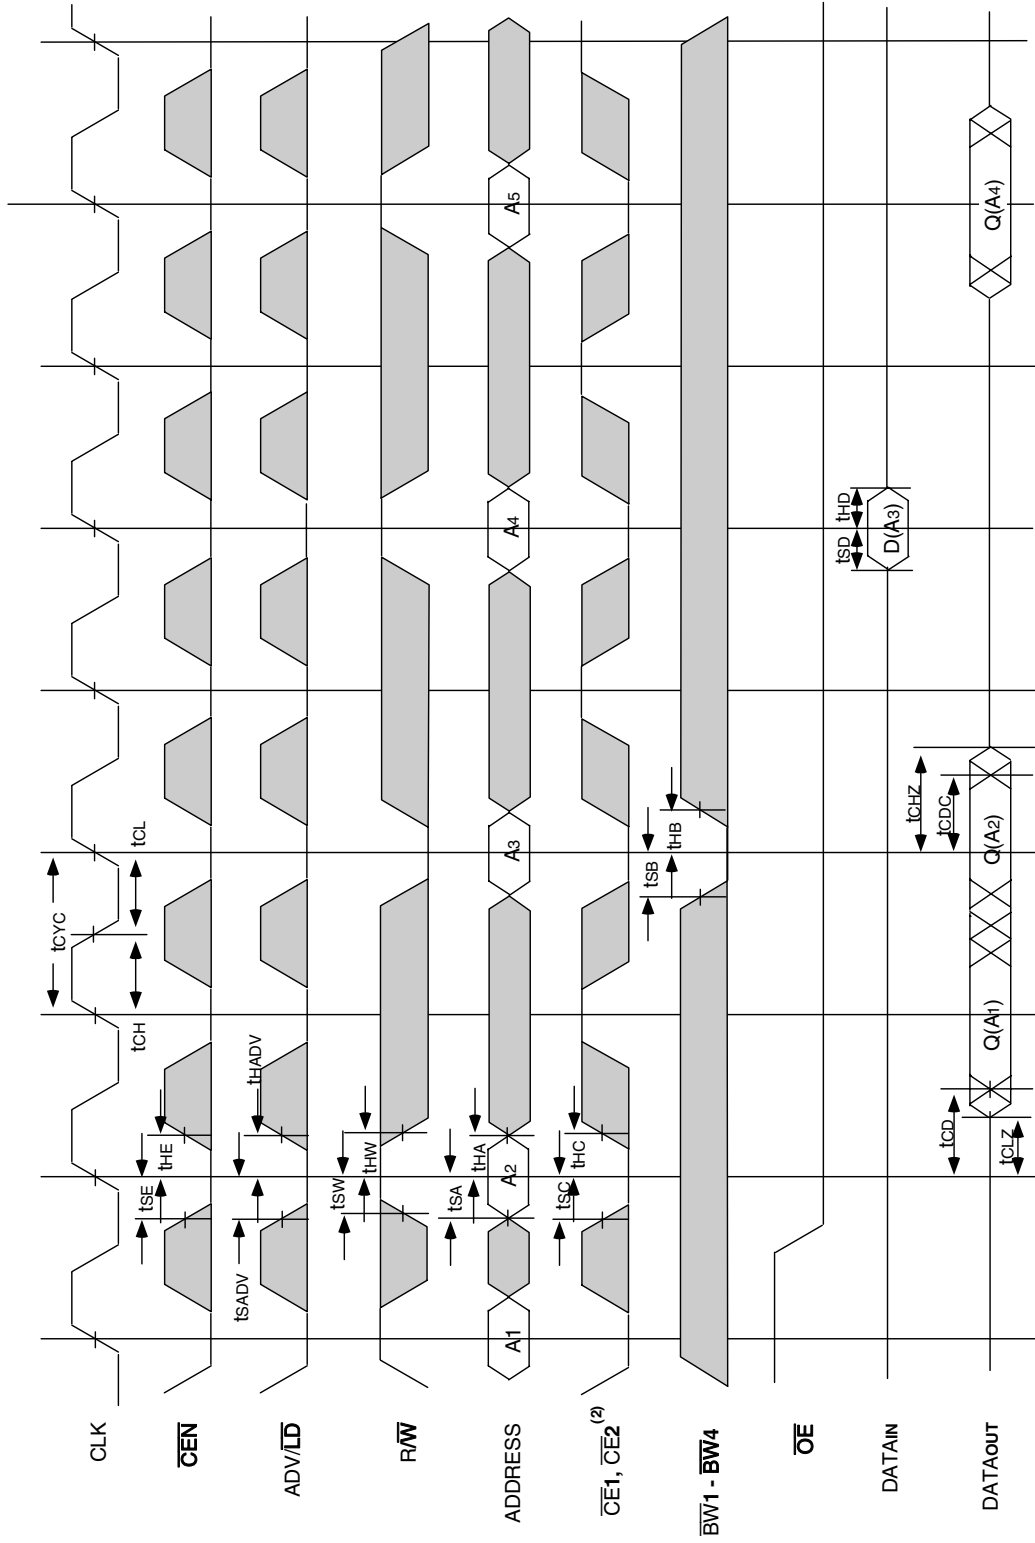 CLK
tCYC
tCH
tCL
CEN
tSE
tHE
ADV/LD
tSADV
tHADV
R/W
tSW
tHW
ADDRESS
A1
tSA
tHA
A2
A3
A4
A5
CE1, CE2 (2)
tSC
tHC
BW1 - BW4
tSB
tHB
OE
DATAIN
tSD
tHD
D(A3)
DATAOUT
tCD
tCLZ
Q(A1)
Q(A2)
tCHZ
tCDC
Q(A4)